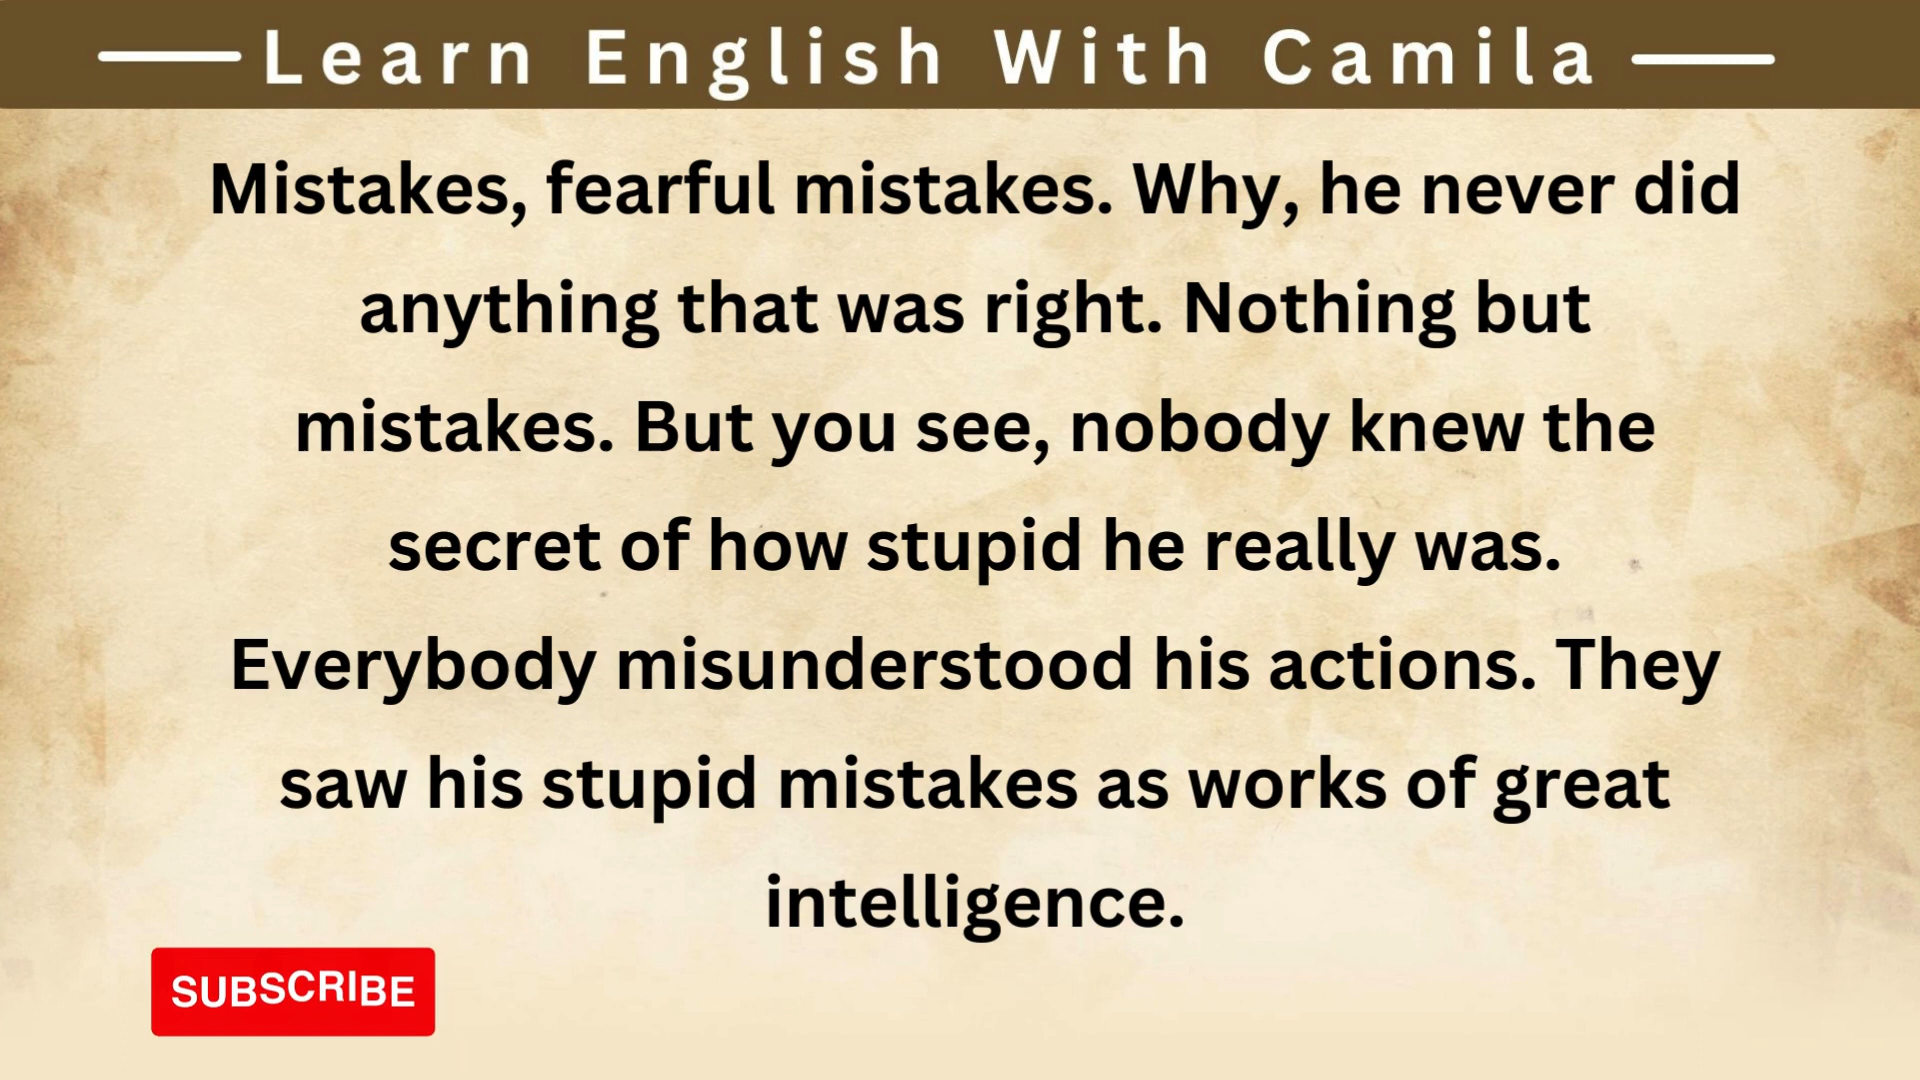 Learn English With Camila
Mistakes, fearful mistakes. Why, he never did
anything that was right. Nothing but
mistakes. But you see, nobody knew the
secret of how stupid he really was.
Everybody misunderstood his actions. They
saw his stupid mistakes as works of great
intelligence.
SUBSCRIBE